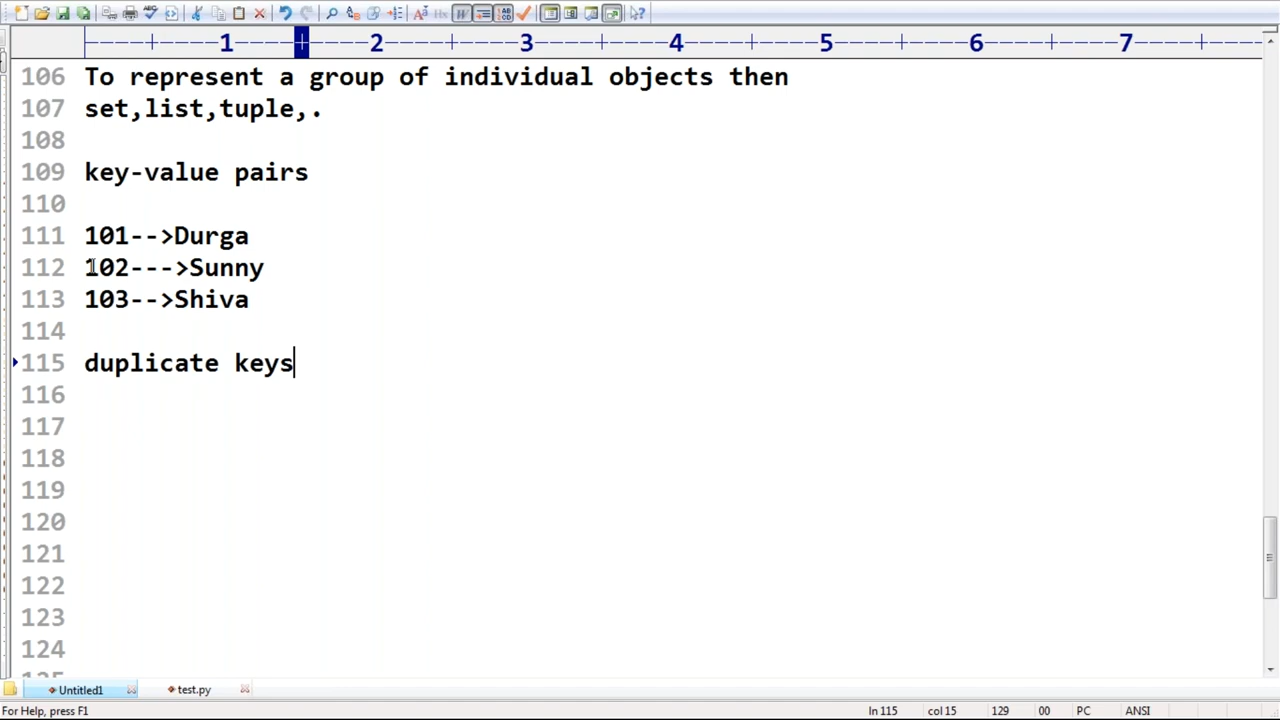 1 2 3 4 5 6 7
106 To represent a group of individual objects then
107 set,list,tuple,.
108
109 key-value pairs
110
111 101-->Durga
112 102--->Sunny
113 103-->Shiva
114
115 duplicate keys
116
117
118
119
120
121
122
123
124
Untitled1 test.py
For Help, press F1 ln 115 col 15 129 00 PC ANSI